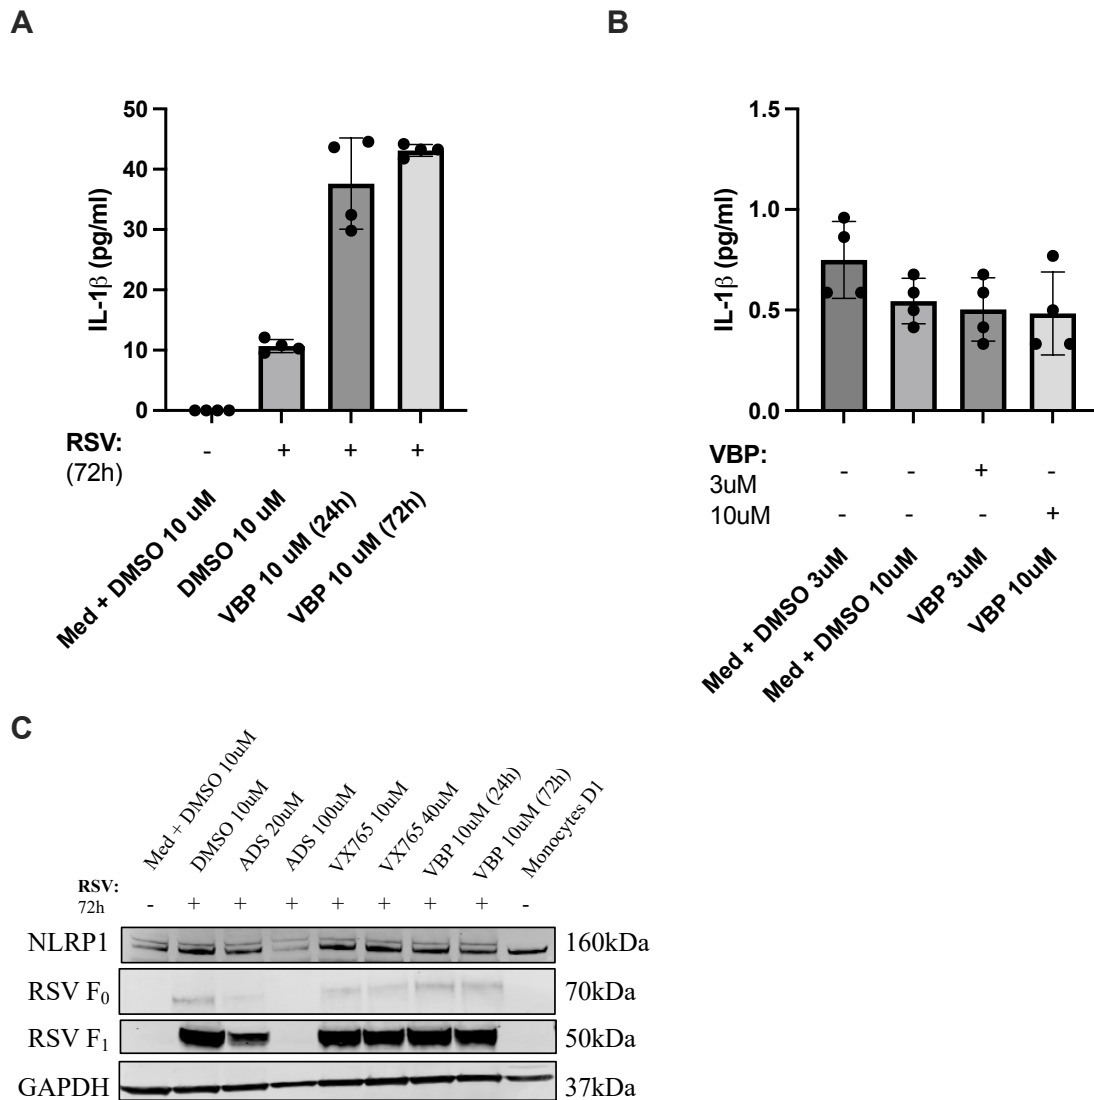 A
IL-1β (pg/ml)
50
40
30
20
10
0
RSV:
(72h)
- + + +
Med + DMSO 10 uM
DMSO 10 uM
VBP 10 uM (24h)
VBP 10 uM (72h)
B
IL-1β (pg/ml)
1.5
1.0
0.5
0.0
VBP:
3uM - - + -
10uM - - - +
Med + DMSO 3uM
Med + DMSO 10uM
VBP 3uM
VBP 10uM
C
Med + DMSO 10uM
DMSO 10uM
ADS 20uM
ADS 100uM
VX765 10uM
VX765 40uM
VBP 10uM (24h)
VBP 10uM (72h)
Monocytes D1
RSV:
72h - + + + + + + + -
NLRP1 160kDa
RSV F₀ 70kDa
RSV F₁ 50kDa
GAPDH 37kDa